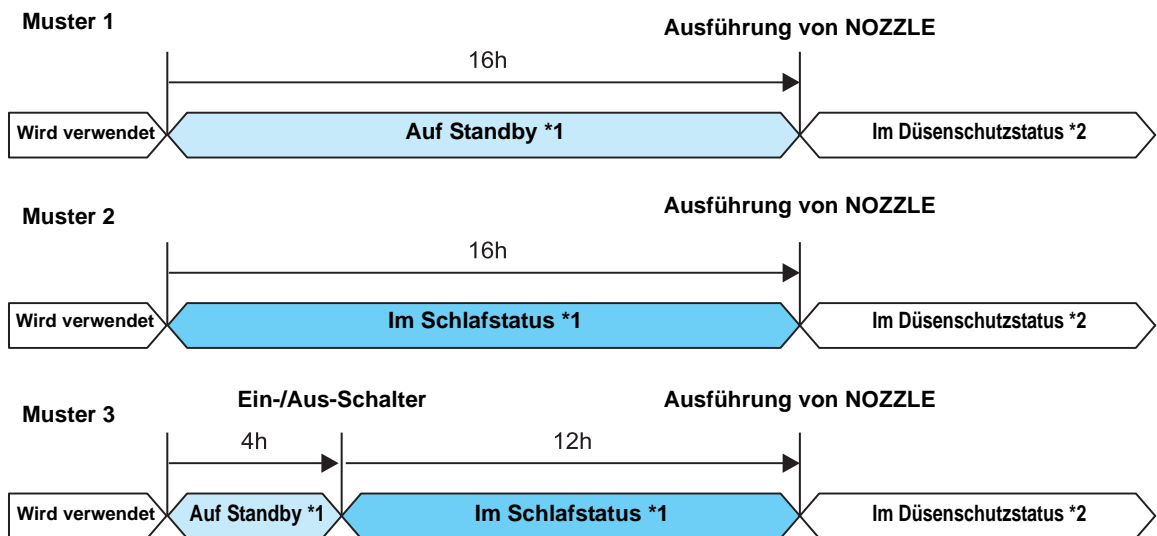 Muster 1
Ausführung von NOZZLE
16h
Wird verwendet
Auf Standby *1
Im Düsenschutzstatus *2
Muster 2
Ausführung von NOZZLE
16h
Wird verwendet
Im Schlafstatus *1
Im Düsenschutzstatus *2
Muster 3
Ein-/Aus-Schalter
Ausführung von NOZZLE
4h
12h
Wird verwendet
Auf Standby *1
Im Schlafstatus *1
Im Düsenschutzstatus *2